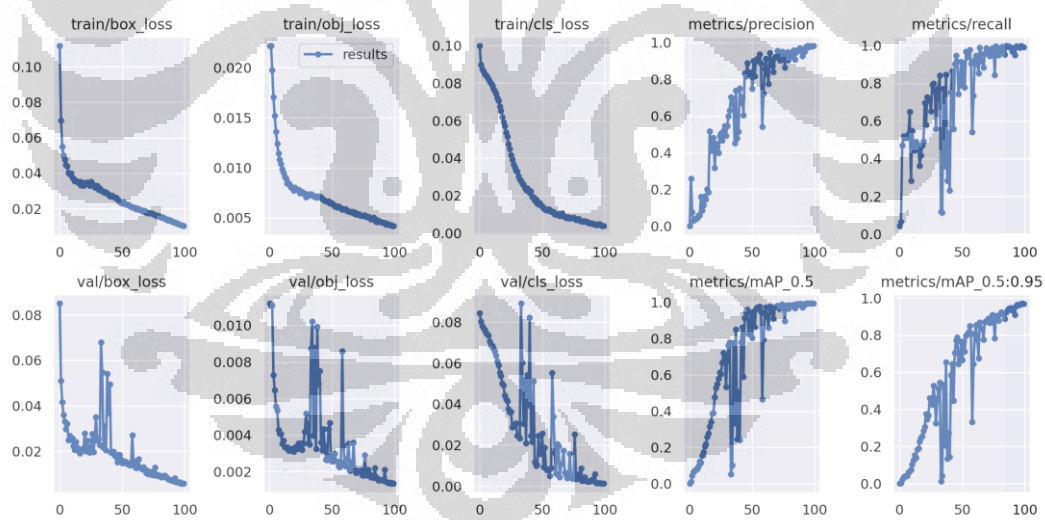 train/box_loss
train/obj_loss
train/cls_loss
metrics/precision
metrics/recall
results
0.10
0.08
0.06
0.04
0.02
0 50 100
0.020
0.015
0.010
0.005
0 50 100
0.10
0.08
0.06
0.04
0.02
0.00
0 50 100
1.0
0.8
0.6
0.4
0.2
0.0
0 50 100
1.0
0.8
0.6
0.4
0.2
0.0
0 50 100
val/box_loss
val/obj_loss
val/cls_loss
metrics/mAP_0.5
metrics/mAP_0.5:0.95
0.08
0.06
0.04
0.02
0 50 100
0.010
0.008
0.006
0.004
0.002
0 50 100
0.08
0.06
0.04
0.02
0.00
0 50 100
1.0
0.8
0.6
0.4
0.2
0.0
0 50 100
1.0
0.8
0.6
0.4
0.2
0.0
0 50 100